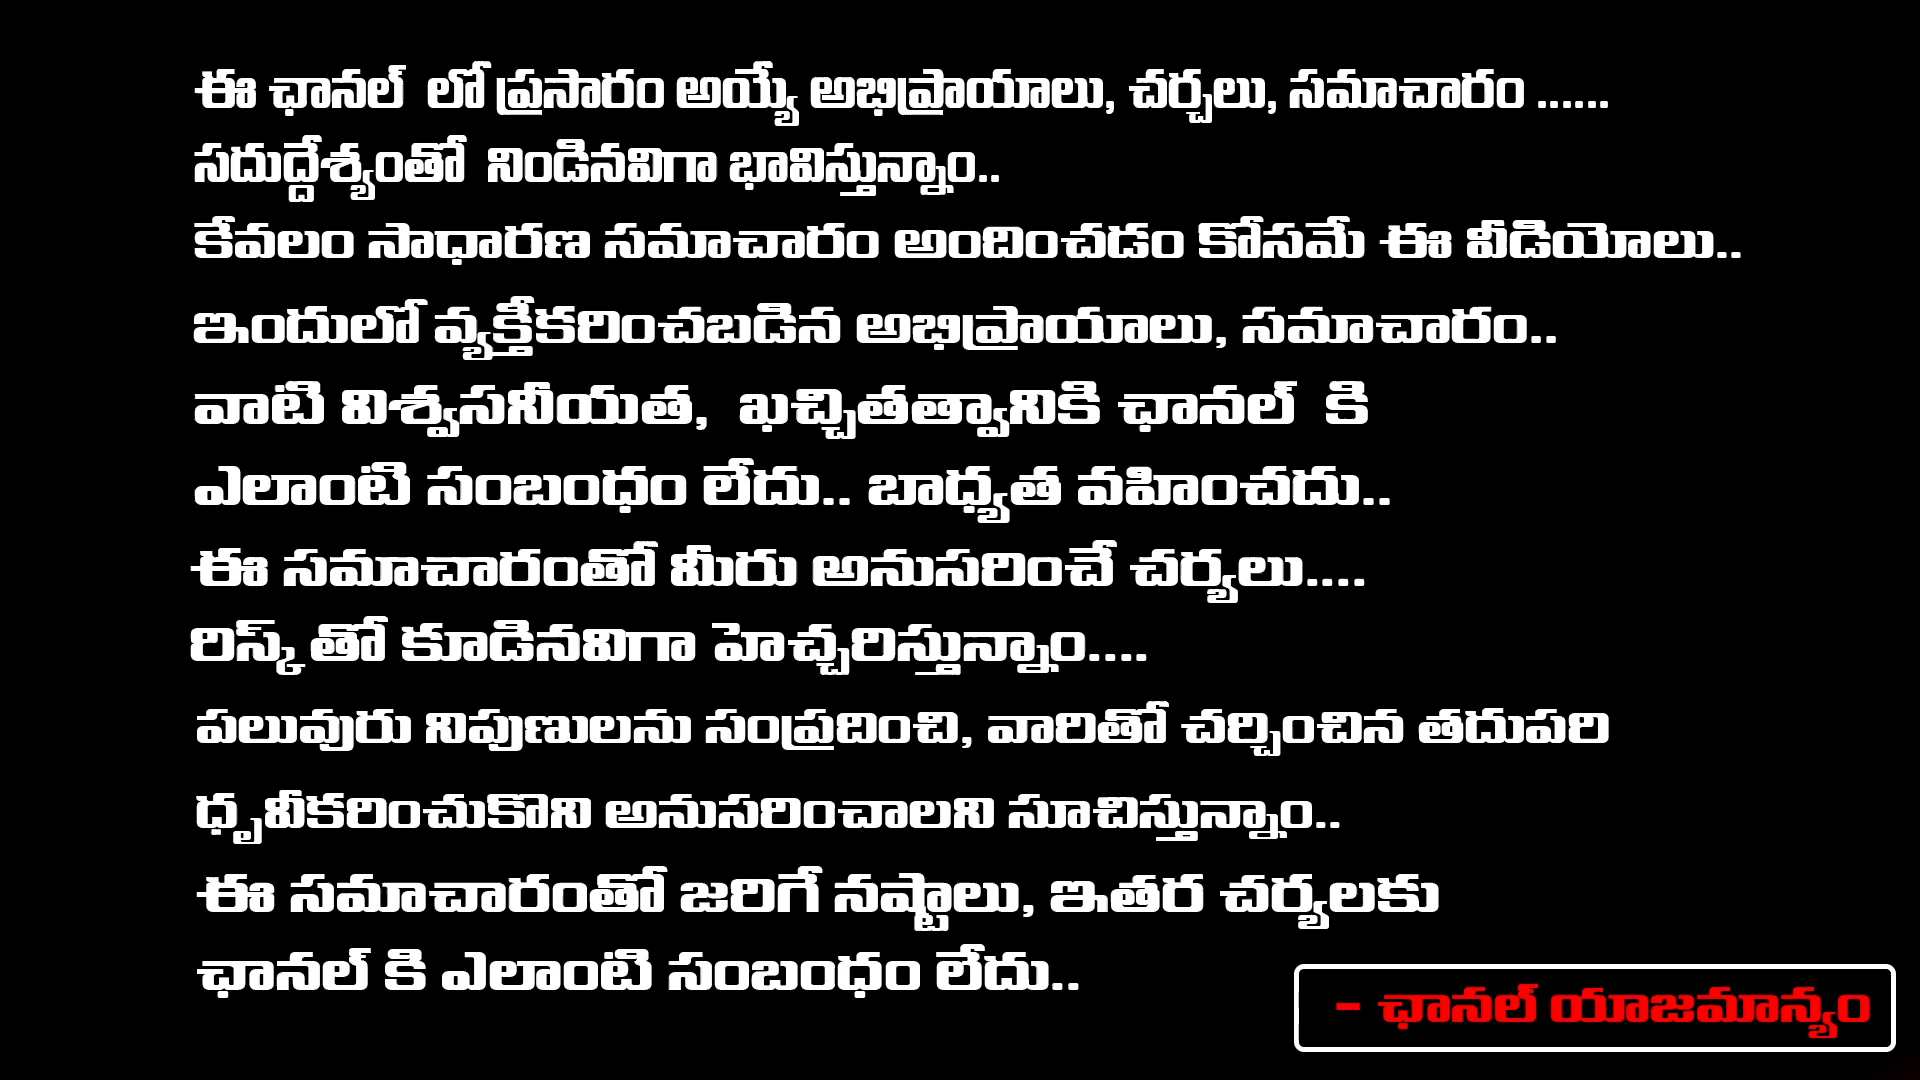 ఈ ఛానల్ లో ప్రసారం అయ్యే అభిప్రాయాలు, చర్చలు, సమాచారం ......
సదుద్దేశ్యంతో నిండినవిగా భావిస్తున్నాం..
కేవలం సాధారణ సమాచారం అందించడం కోసమే ఈ వీడియోలు..
ఇందులో వ్యక్తీకరించబడిన అభిప్రాయాలు, సమాచారం..
వాటి విశ్వసనీయత, ఖచ్చితత్వానికి ఛానల్ కి
ఎలాంటి సంబంధం లేదు.. బాధ్యత వహించదు..
ఈ సమాచారంతో మీరు అనుసరించే చర్యలు....
రిస్క్ తో కూడినవిగా హెచ్చరిస్తున్నాం....
పలువురు నిపుణులను సంప్రదించి, వారితో చర్చించిన తదుపరి
ధృవీకరించుకొని అనుసరించాలని సూచిస్తున్నాం..
ఈ సమాచారంతో జరిగే నష్టాలు, ఇతర చర్యలకు
ఛానల్ కి ఎలాంటి సంబంధం లేదు..
- ఛానల్ యాజమాన్యం